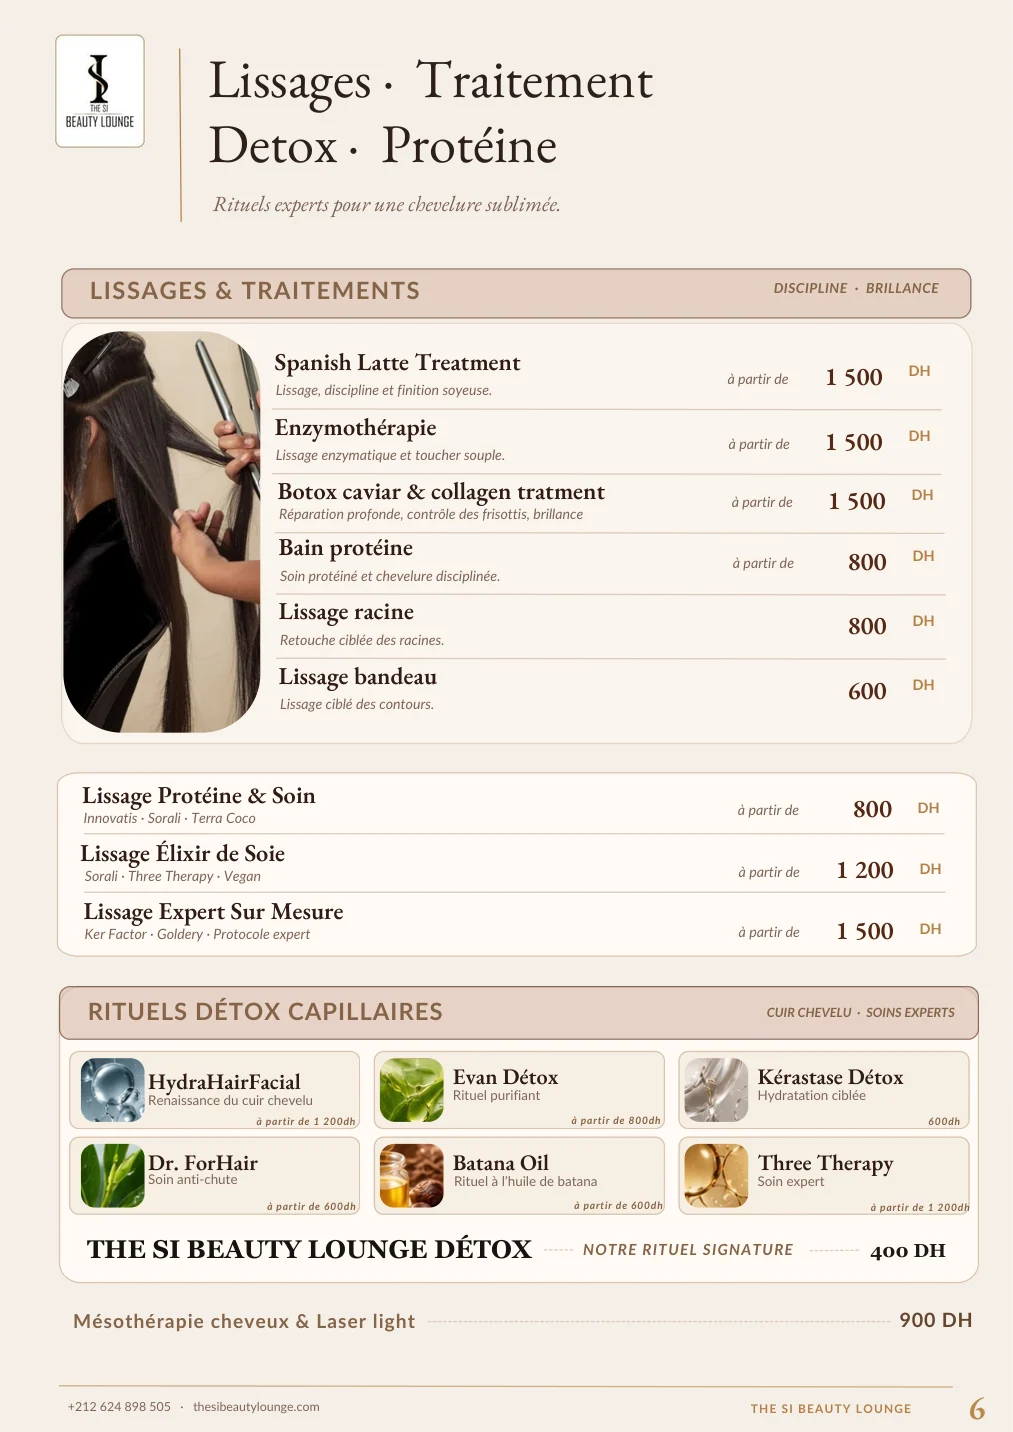 THE SI
BEAUTY LOUNGE
Lissages · Traitement
Detox · Protéine
Rituels experts pour une chevelure sublimée.
LISSAGES & TRAITEMENTS DISCIPLINE · BRILLANCE
Spanish Latte Treatment
Lissage, discipline et finition soyeuse.
à partir de 1 500 DH
Enzymothérapie
Lissage enzymatique et toucher souple.
à partir de 1 500 DH
Botox caviar & collagen tratment
Réparation profonde, contrôle des frisottis, brillance
à partir de 1 500 DH
Bain protéine
Soin protéiné et chevelure disciplinée.
à partir de 800 DH
Lissage racine
Retouche ciblée des racines.
800 DH
Lissage bandeau
Lissage ciblé des contours.
600 DH
Lissage Protéine & Soin
Innovatis · Sorali · Terra Coco
à partir de 800 DH
Lissage Élixir de Soie
Sorali · Three Therapy · Vegan
à partir de 1 200 DH
Lissage Expert Sur Mesure
Ker Factor · Goldery · Protocole expert
à partir de 1 500 DH
RITUELS DÉTOX CAPILLAIRES CUIR CHEVELU · SOINS EXPERTS
HydraHairFacial
Renaissance du cuir chevelu
à partir de 1 200dh
Evan Détox
Rituel purifiant
à partir de 800dh
Kérastase Détox
Hydratation ciblée
600dh
Dr. ForHair
Soin anti-chute
à partir de 600dh
Batana Oil
Rituel à l'huile de batana
à partir de 600dh
Three Therapy
Soin expert
à partir de 1 200dh
THE SI BEAUTY LOUNGE DÉTOX NOTRE RITUEL SIGNATURE 400 DH
Mésothérapie cheveux & Laser light 900 DH
+212 624 898 505 · thesibeautylounge.com THE SI BEAUTY LOUNGE 6